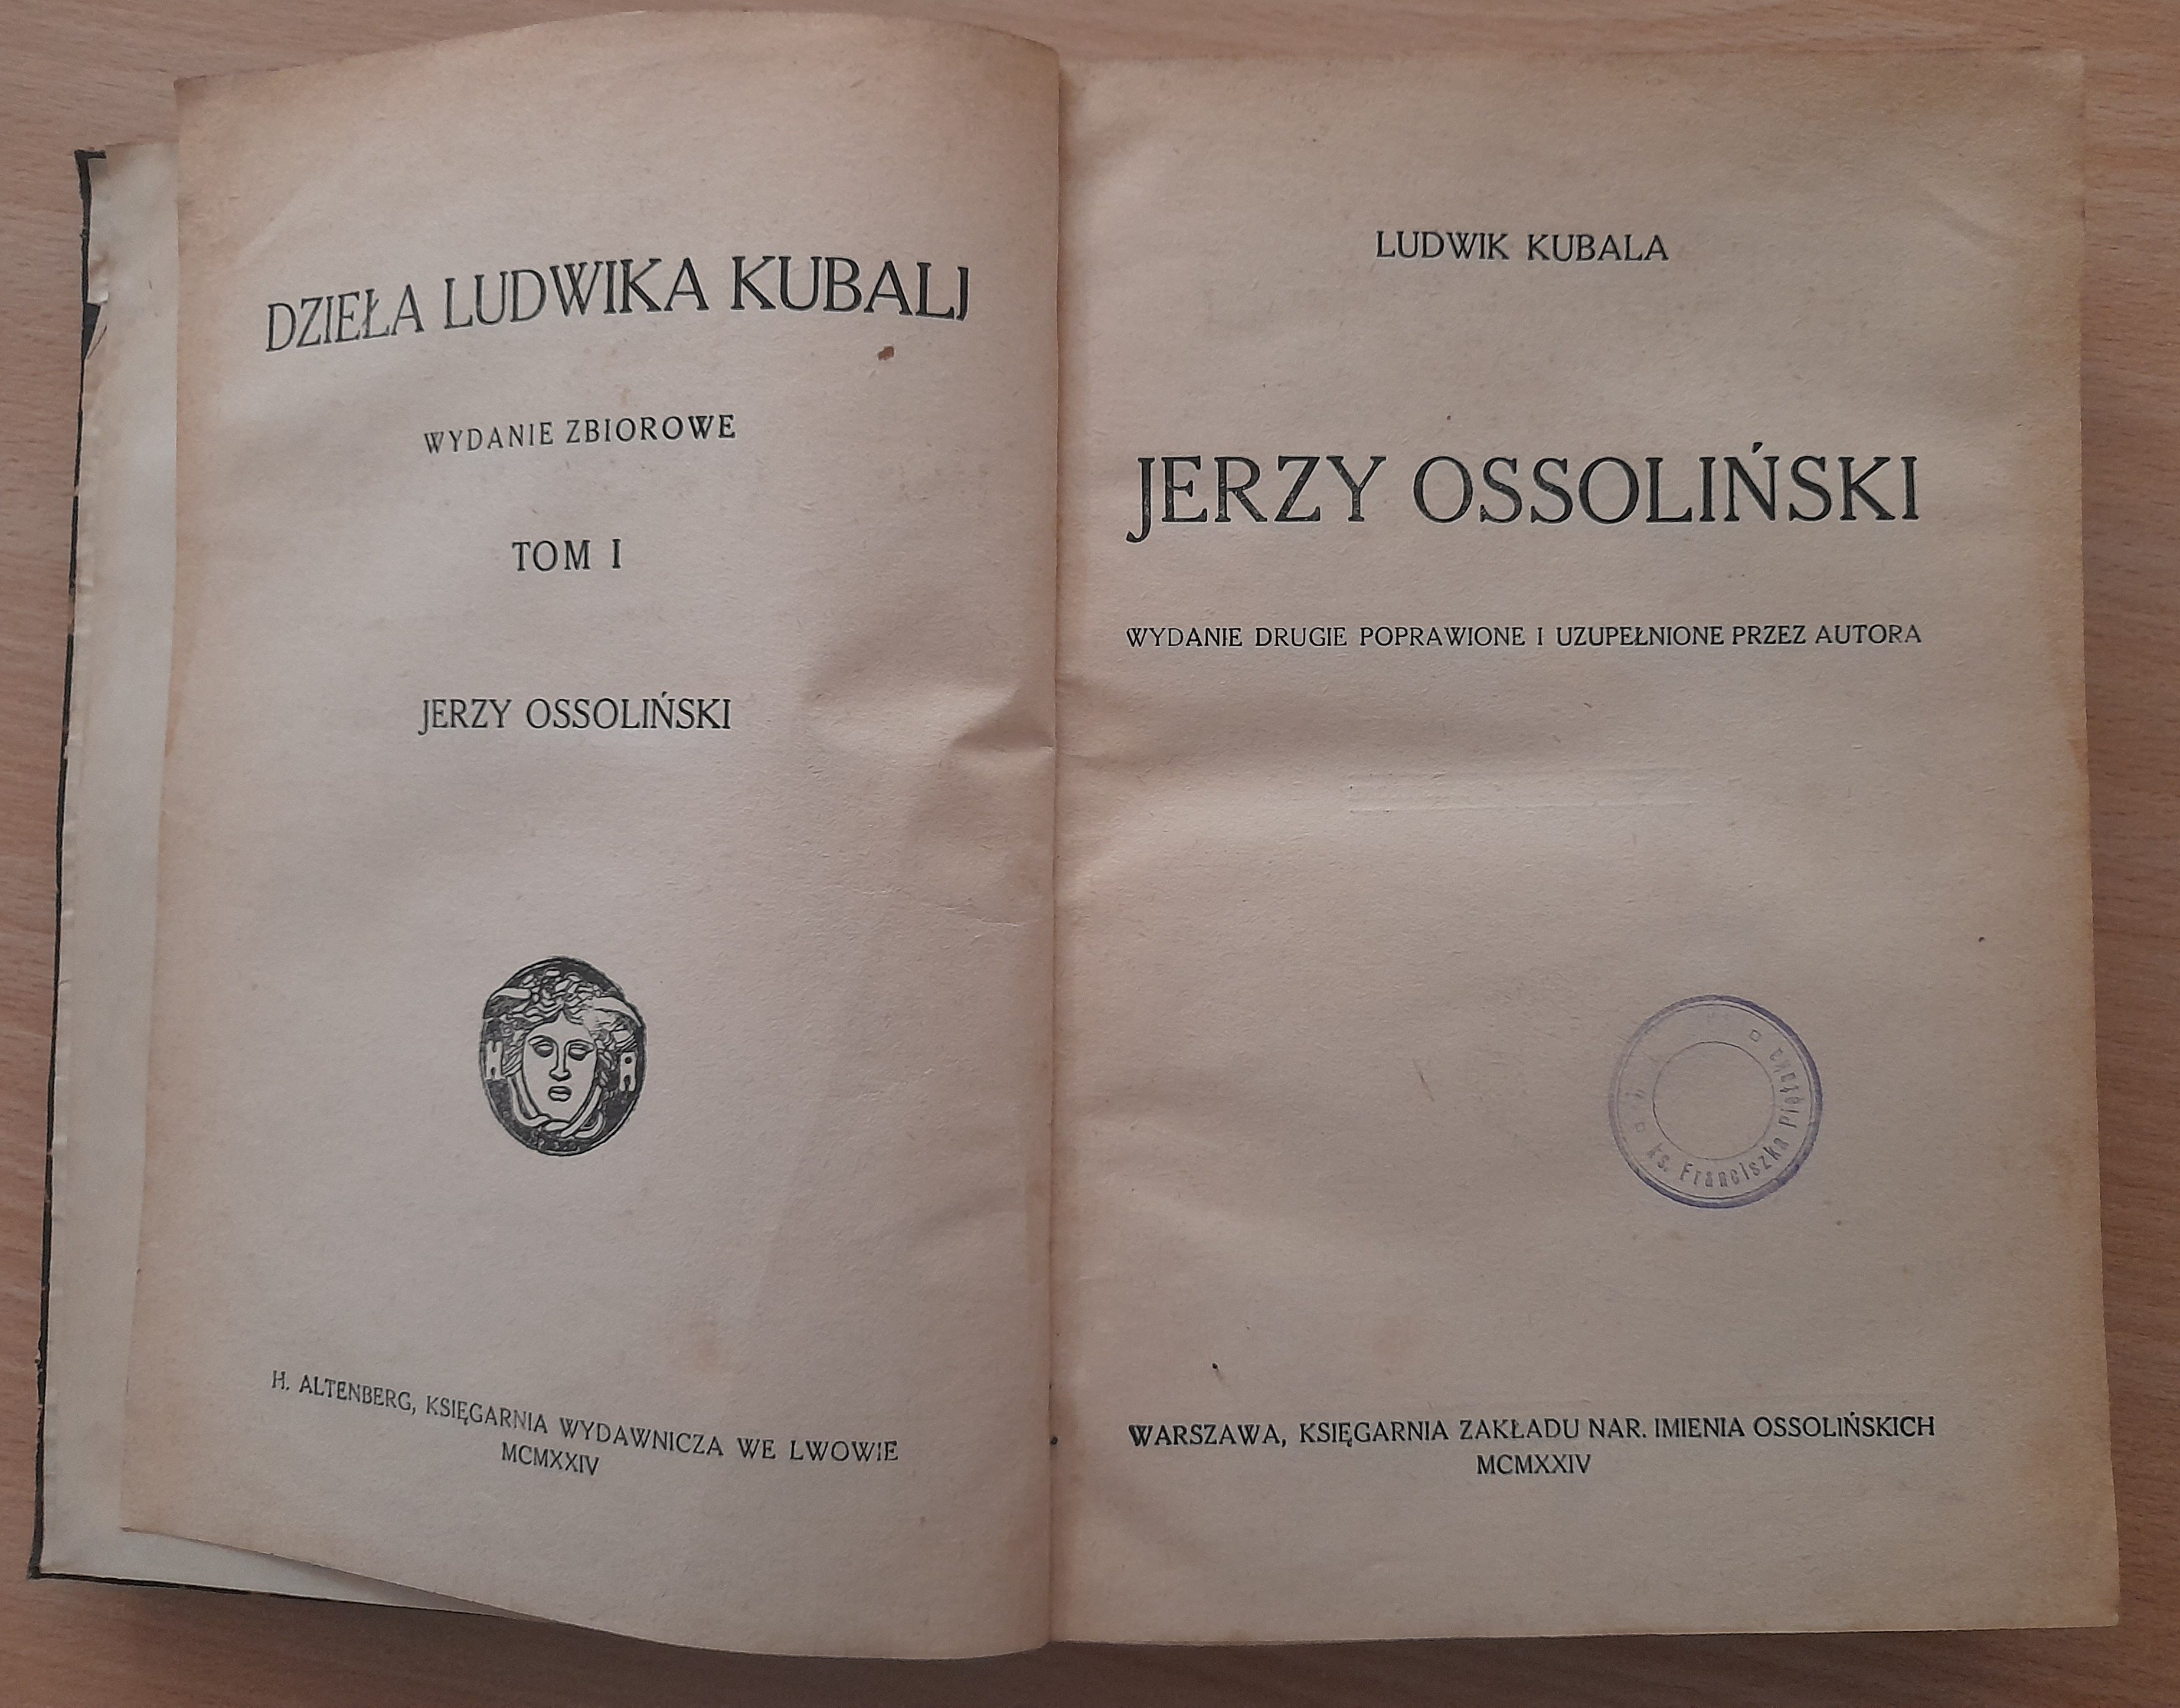 DZIEŁA LUDWIKA KUBALI
WYDANIE ZBIOROWE
TOM I
JERZY OSSOLIŃSKI
H. ALTENBERG, KSIĘGARNIA WYDAWNICZA WE LWOWIE
MCMXXIV
LUDWIK KUBALA
JERZY OSSOLIŃSKI
WYDANIE DRUGIE POPRAWIONE I UZUPEŁNIONE PRZEZ AUTORA
ks. Franciszka Pigłoka
WARSZAWA, KSIĘGARNIA ZAKŁADU NAR. IMIENIA OSSOLIŃSKICH
MCMXXIV